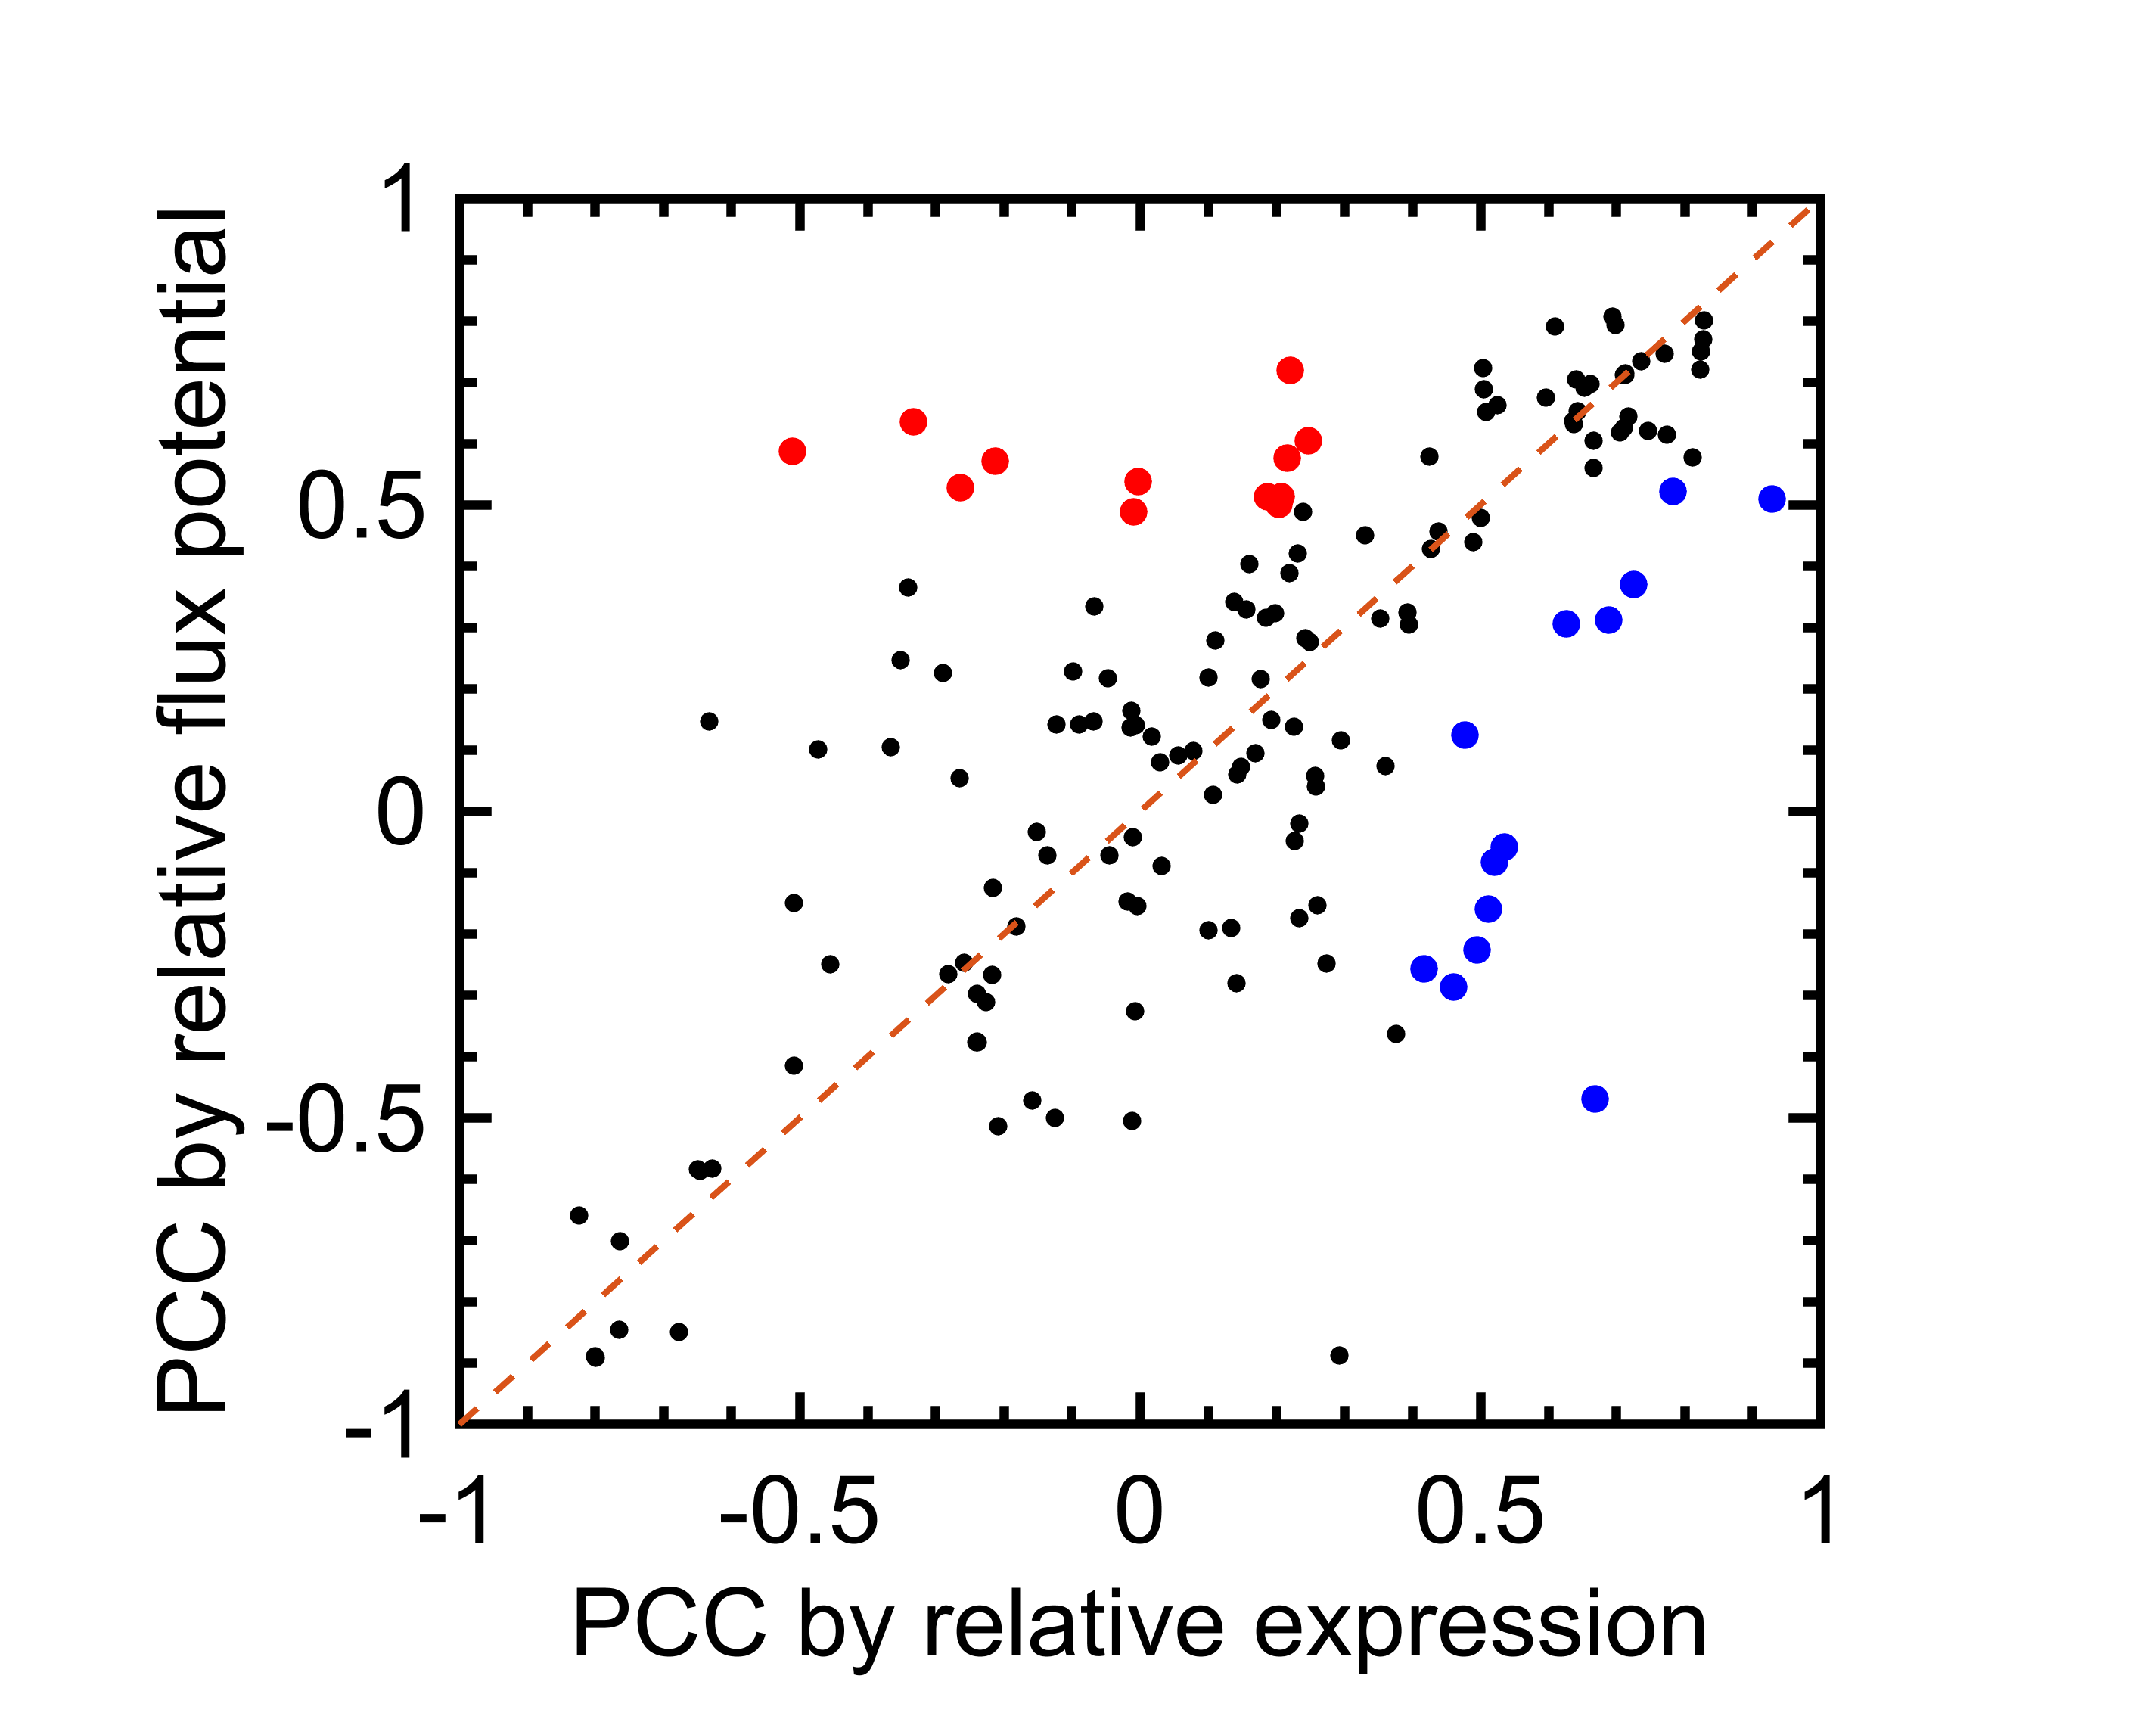 PCC by relative flux potential
1
0.5
0
-0.5
-1
-1 -0.5 0 0.5 1
PCC by relative expression